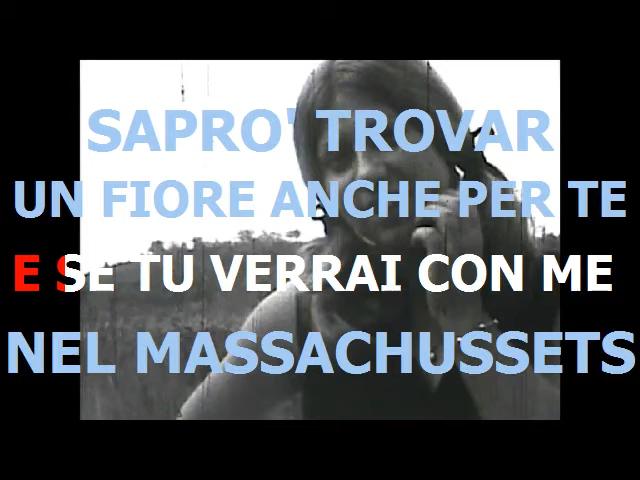 SAPRO' TROVAR
UN FIORE ANCHE PER TE
E SE TU VERRAI CON ME
NEL MASSACHUSSETS